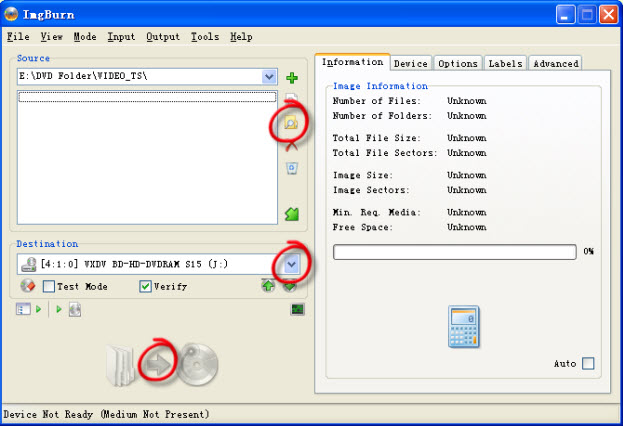 ImgBurn
File View Mode Input Output Tools Help
Source
E:\DVD Folder\VIDEO_TS\
Destination
[4:1:0] VXDV BD-HD-DVDRAM S15 (J:)
Test Mode Verify
Information Device Options Labels Advanced
Image Information
Number of Files: Unknown
Number of Folders: Unknown
Total File Size: Unknown
Total File Sectors: Unknown
Image Size: Unknown
Image Sectors: Unknown
Min. Req. Media: Unknown
Free Space: Unknown
0%
Auto
Device Not Ready (Medium Not Present)